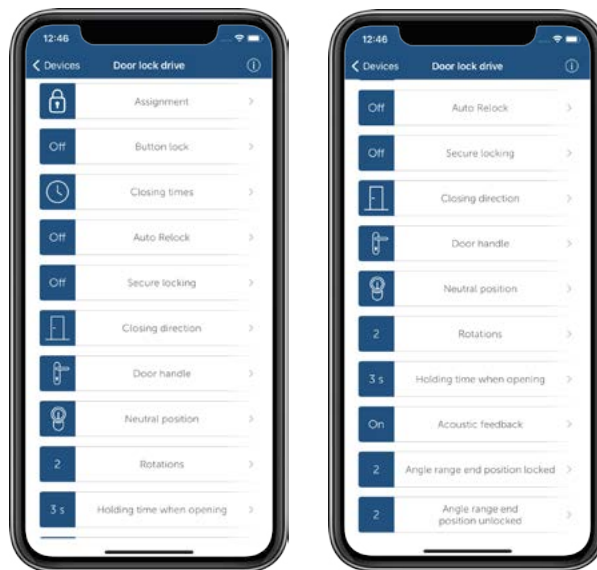 12:46
Devices
Door lock drive
Assignment
Off
Button lock
Closing times
Off
Auto Relock
Off
Secure locking
Closing direction
Door handle
Neutral position
2
Rotations
3 s
Holding time when opening
12:46
Devices
Door lock drive
Off
Auto Relock
Off
Secure locking
Closing direction
Door handle
Neutral position
2
Rotations
3 s
Holding time when opening
On
Acoustic feedback
2
Angle range end position locked
2
Angle range end
position unlocked